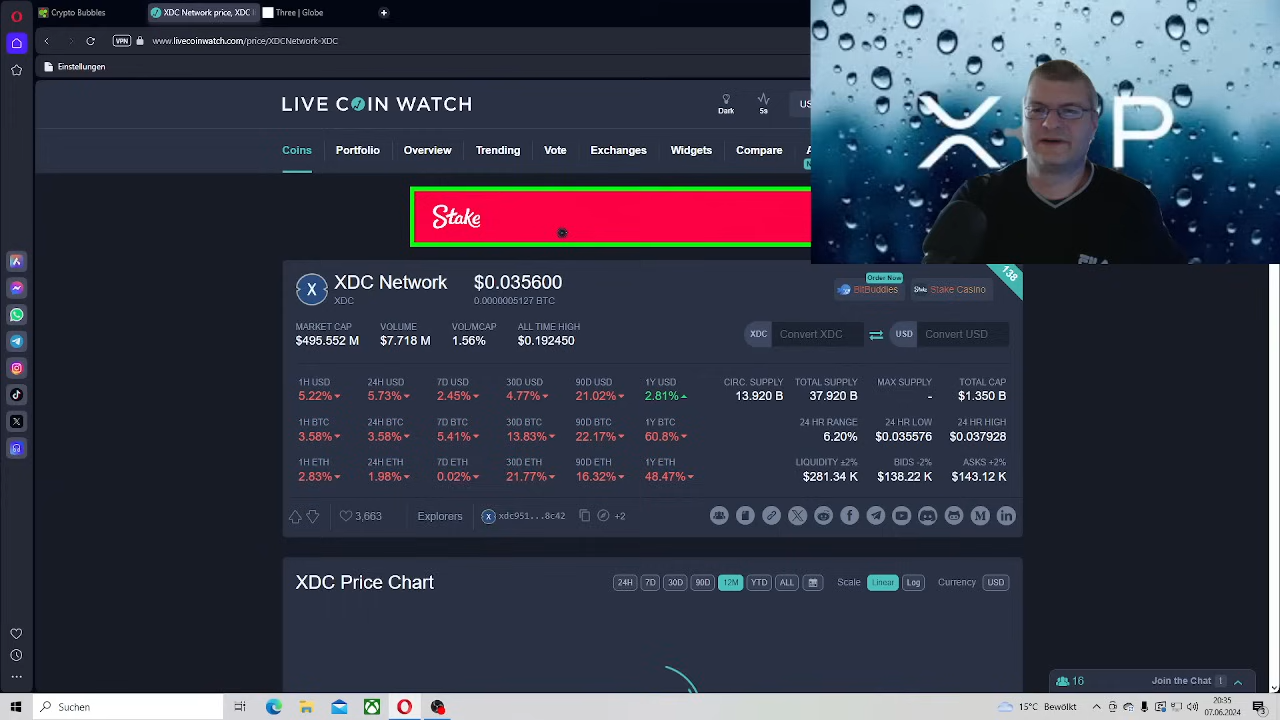 Crypto Bubbles
XDC Network price, XDC
Three | Globe
VPN
www.livecoinwatch.com/price/XDCNetwork-XDC
Einstellungen
LIVE COIN WATCH
Dark
5s
US
Coins
Portfolio
Overview
Trending
Vote
Exchanges
Widgets
Compare
Stake
X P
XDC Network
XDC
$0.035600
0.0000005127 BTC
Order Now
BitBuddies
Stake
Stake Casino
138
MARKET CAP
$495.552 M
VOLUME
$7.718 M
VOL/MCAP
1.56%
ALL TIME HIGH
$0.192450
XDC
Convert XDC
USD
Convert USD
1H USD
5.22%
24H USD
5.73%
7D USD
2.45%
30D USD
4.77%
90D USD
21.02%
1Y USD
2.81%
CIRC. SUPPLY
13.920 B
TOTAL SUPPLY
37.920 B
MAX SUPPLY
-
TOTAL CAP
$1.350 B
1H BTC
3.58%
24H BTC
3.58%
7D BTC
5.41%
30D BTC
13.83%
90D BTC
22.17%
1Y BTC
60.8%
24 HR RANGE
6.20%
24 HR LOW
$0.035576
24 HR HIGH
$0.037928
1H ETH
2.83%
24H ETH
1.98%
7D ETH
0.02%
30D ETH
21.77%
90D ETH
16.32%
1Y ETH
48.47%
LIQUIDITY ±2%
$281.34 K
BIDS -2%
$138.22 K
ASKS +2%
$143.12 K
3,663
Explorers
xdc951...8c42
+2
XDC Price Chart
24H
7D
30D
90D
12M
YTD
ALL
Scale
Linear
Log
Currency
USD
16
Join the Chat
Suchen
15°C Bewölkt
20:35
07.06.2024